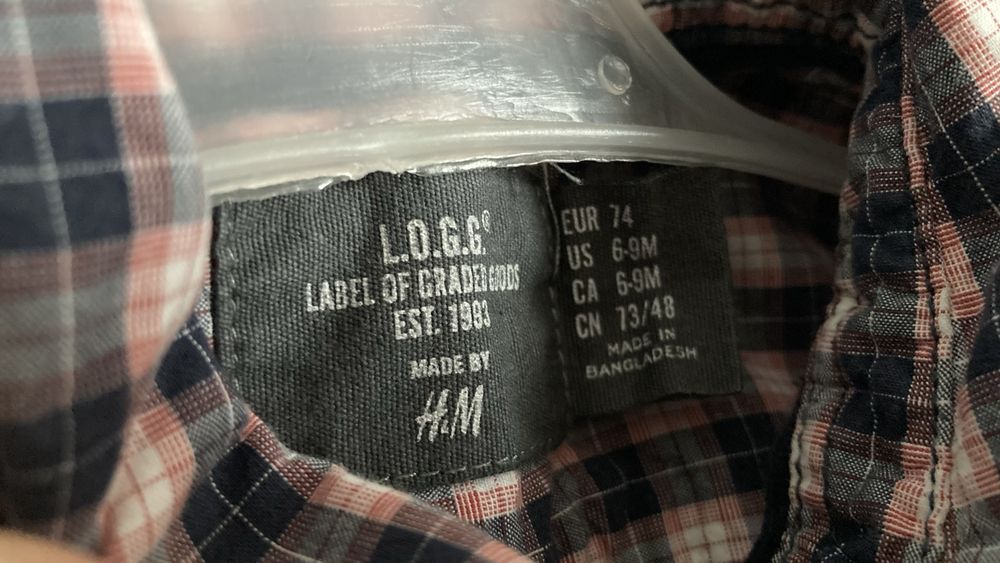 L.O.G.G®
LABEL OF GRADED GOODS
EST. 1983
MADE BY
H&M
EUR 74
US 6-9M
CA 6-9M
CN 73/48
MADE IN
BANGLADESH